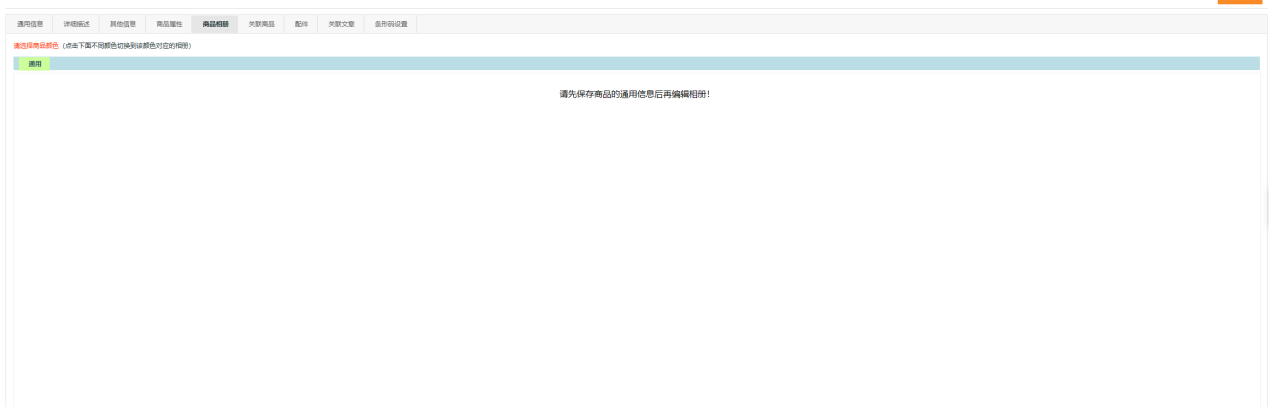 通用信息 详细描述 其他信息 商品属性 商品相册 关联商品 配件 关联文章 条形码设置
请选择商品颜色（点击下面不同颜色切换到该颜色对应的相册）
通用
请先保存商品的通用信息后再编辑相册！